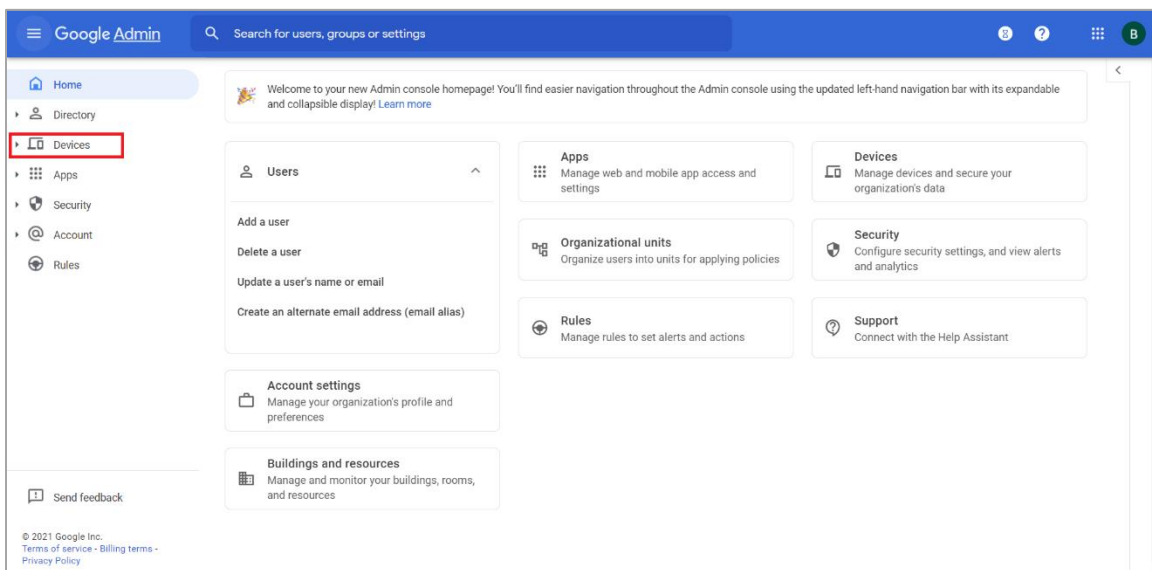 Google Admin
Search for users, groups or settings
8
?
B
Home
Directory
Devices
Apps
Security
Account
Rules
Send feedback
© 2021 Google Inc.
Terms of service - Billing terms -
Privacy Policy
Welcome to your new Admin console homepage! You'll find easier navigation throughout the Admin console using the updated left-hand navigation bar with its expandable
and collapsible display! Learn more
Users
Add a user
Delete a user
Update a user's name or email
Create an alternate email address (email alias)
Apps
Manage web and mobile app access and
settings
Devices
Manage devices and secure your
organization's data
Organizational units
Organize users into units for applying policies
Security
Configure security settings, and view alerts
and analytics
Rules
Manage rules to set alerts and actions
Support
Connect with the Help Assistant
Account settings
Manage your organization's profile and
preferences
Buildings and resources
Manage and monitor your buildings, rooms,
and resources